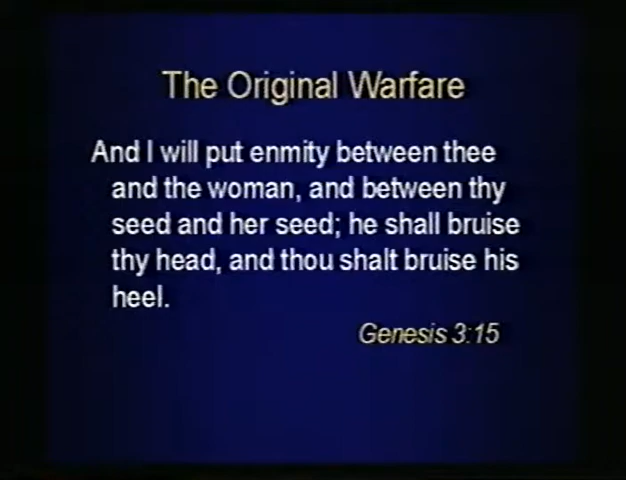 The Original Warfare
And I will put enmity between thee
and the woman, and between thy
seed and her seed; he shall bruise
thy head, and thou shalt bruise his
heel.
Genesis 3:15